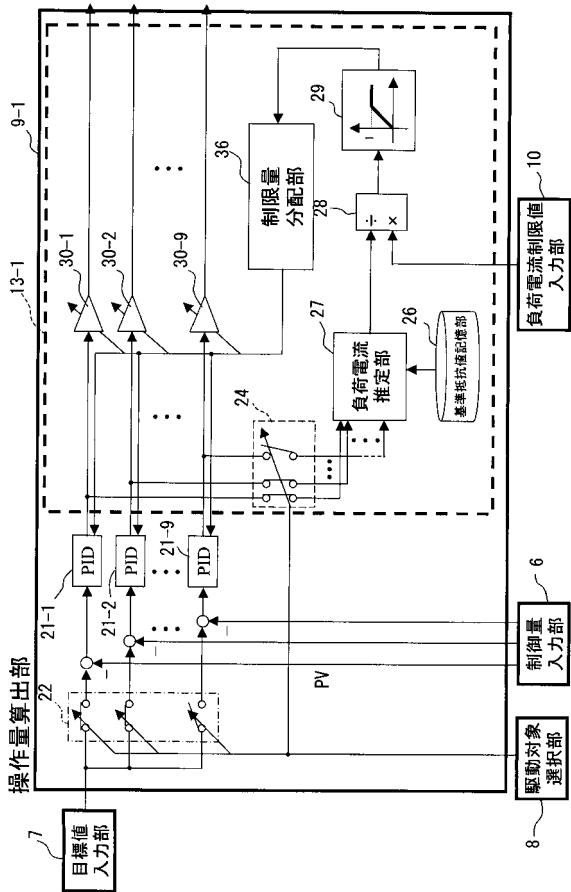 操作量算出部
9-1
13-1
7
目標値
入力部
22
21-1
PID
21-2
PID
21-9
PID
30-1
30-2
30-9
36
制限量
分配部
29
1
28
÷
×
27
負荷電流
推定部
26
基準抵抗値記憶部
24
PV
8
駆動対象
選択部
6
制御量
入力部
10
負荷電流制限値
入力部